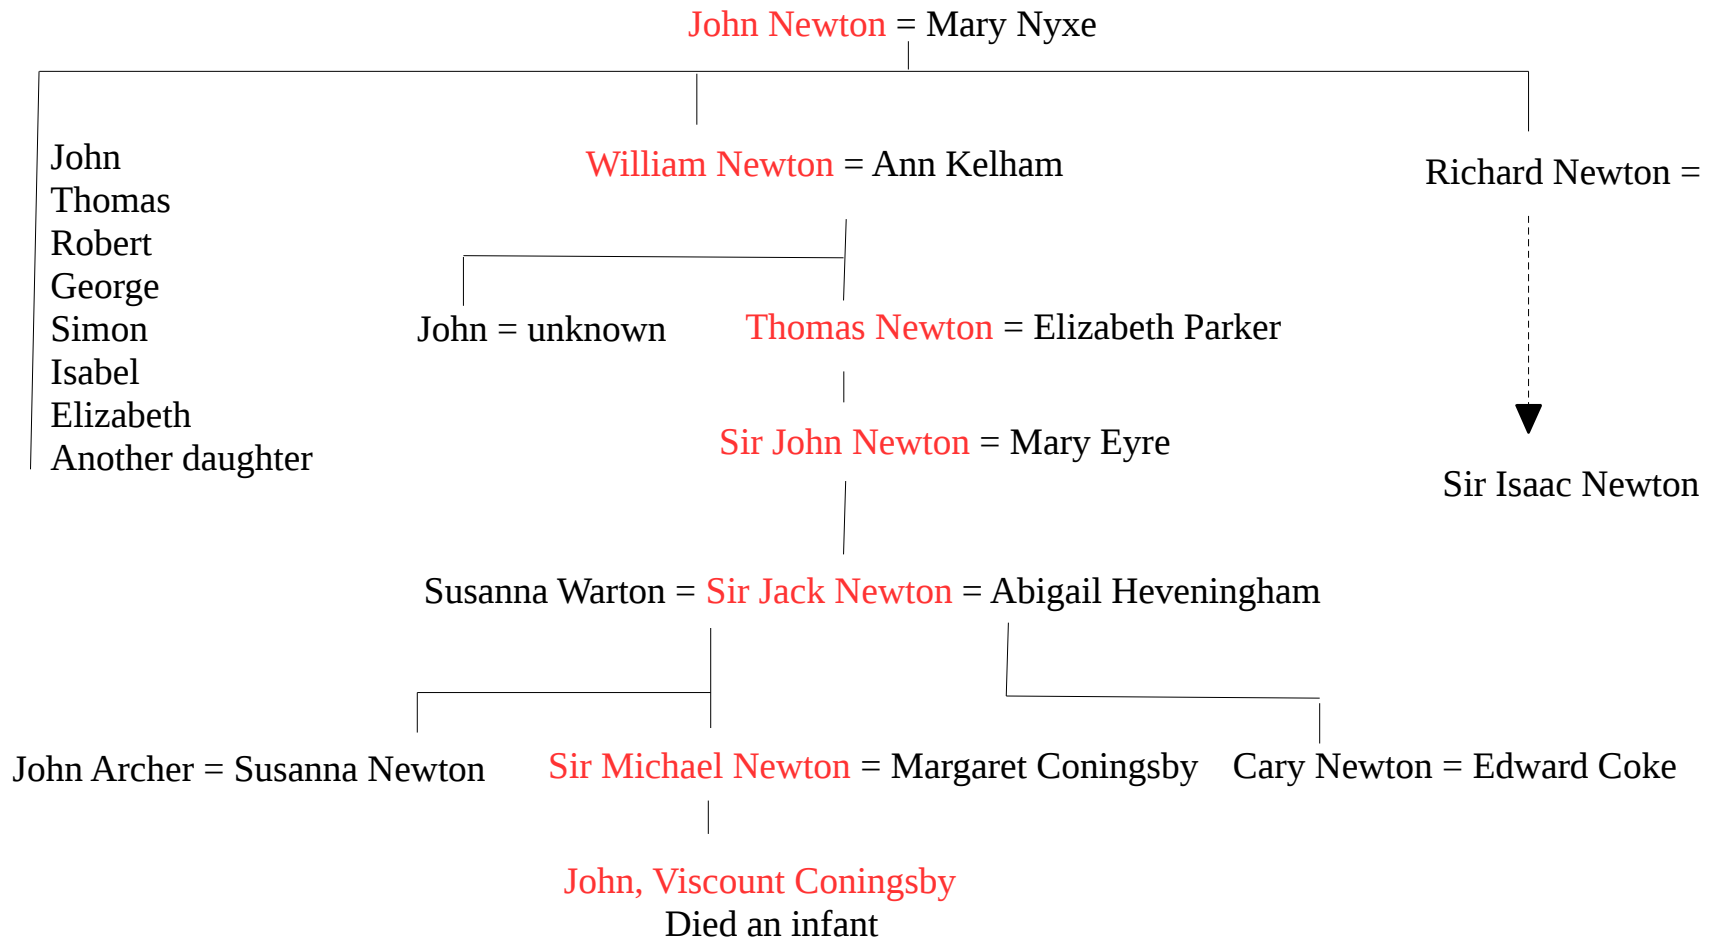 John Newton = Mary Nyxe
John
Thomas
Robert
George
Simon
Isabel
Elizabeth
Another daughter
William Newton = Ann Kelham
Richard Newton =
John = unknown
Thomas Newton = Elizabeth Parker
Sir John Newton = Mary Eyre
Sir Isaac Newton
Susanna Warton = Sir Jack Newton = Abigail Heveningham
John Archer = Susanna Newton
Sir Michael Newton = Margaret Coningsby
Cary Newton = Edward Coke
John, Viscount Coningsby
Died an infant